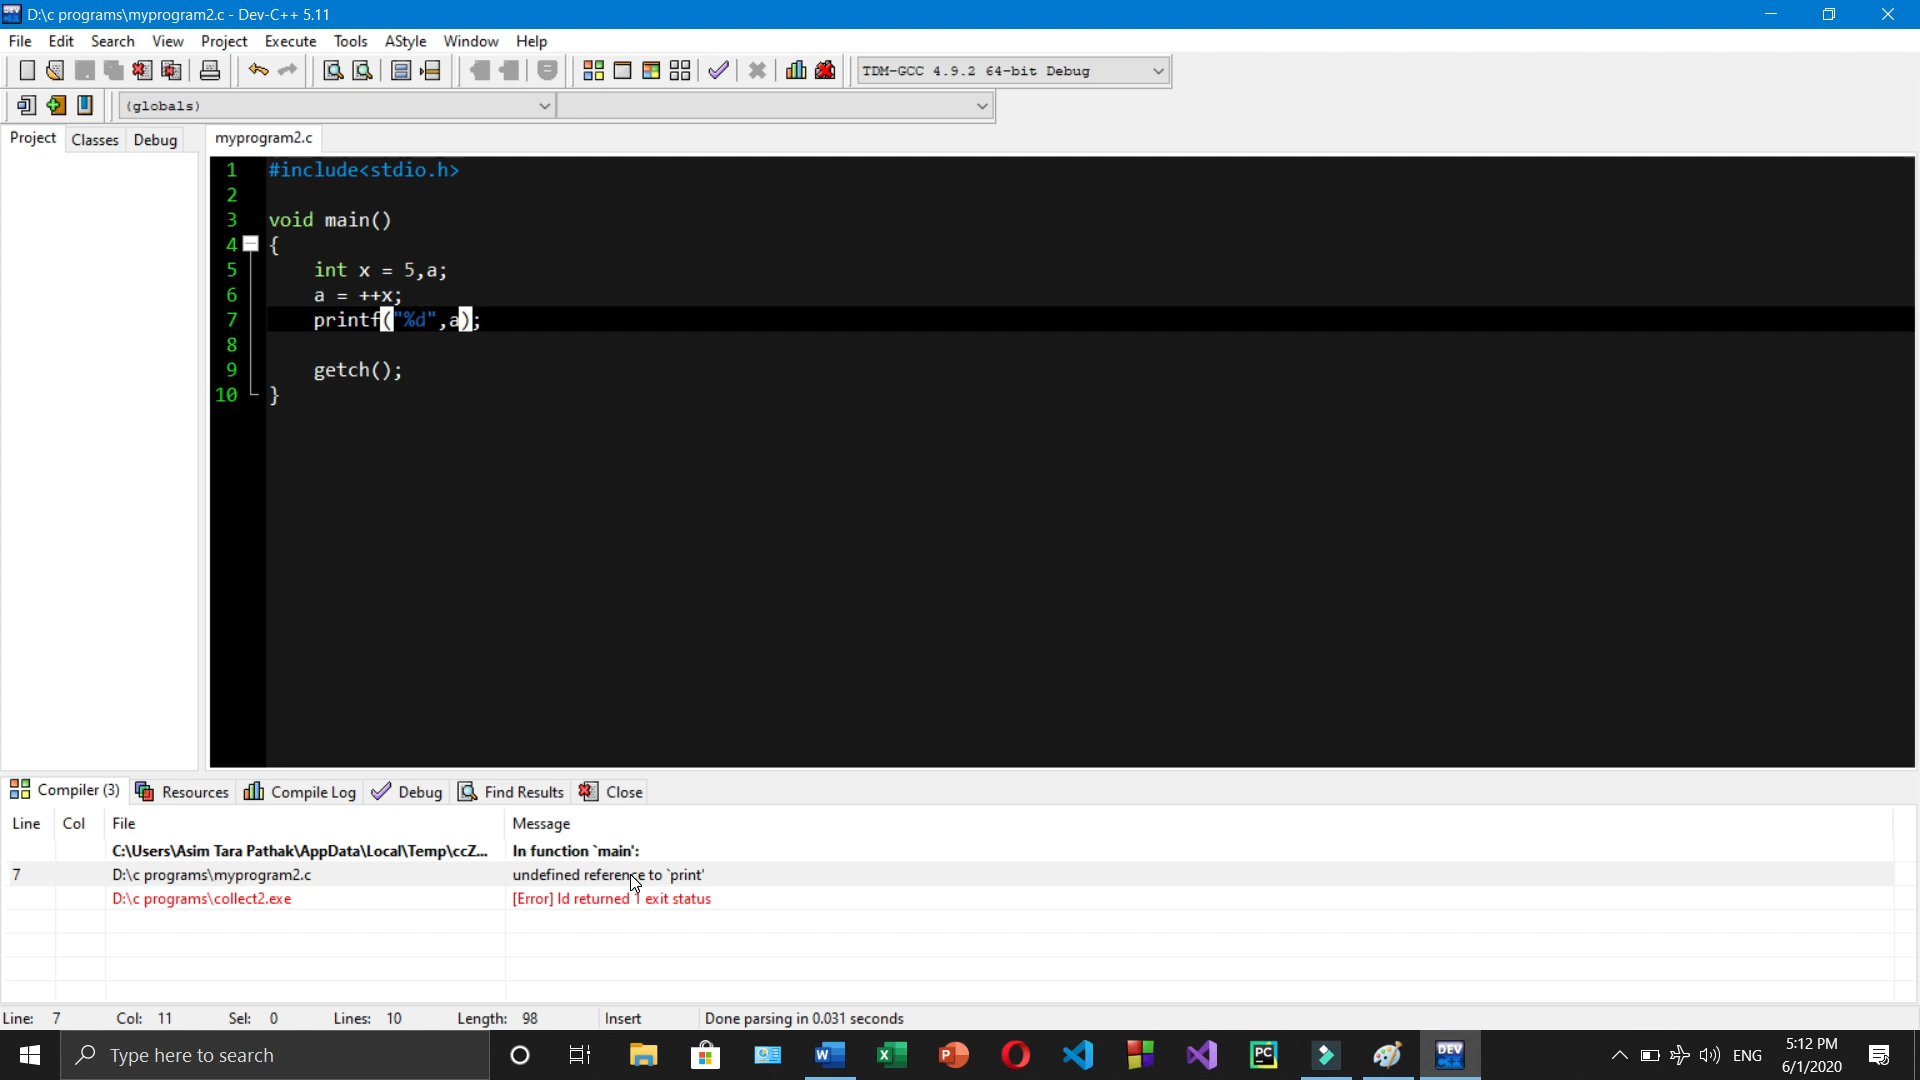 D:\c programs\myprogram2.c - Dev-C++ 5.11
File Edit Search View Project Execute Tools AStyle Window Help
TDM-GCC 4.9.2 64-bit Debug
(globals)
Project Classes Debug myprogram2.c
1 #include<stdio.h>
2
3 void main()
4 {
5 int x = 5,a;
6 a = ++x;
7 printf("%d",a);
8
9 getch();
10 }
Compiler (3) Resources Compile Log Debug Find Results Close
Line Col File Message
C:\Users\Asim Tara Pathak\AppData\Local\Temp\ccZ... In function `main':
7 D:\c programs\myprogram2.c undefined reference to `print'
D:\c programs\collect2.exe [Error] ld returned 1 exit status
Line: 7 Col: 11 Sel: 0 Lines: 10 Length: 98 Insert Done parsing in 0.031 seconds
Type here to search
ENG
5:12 PM
6/1/2020